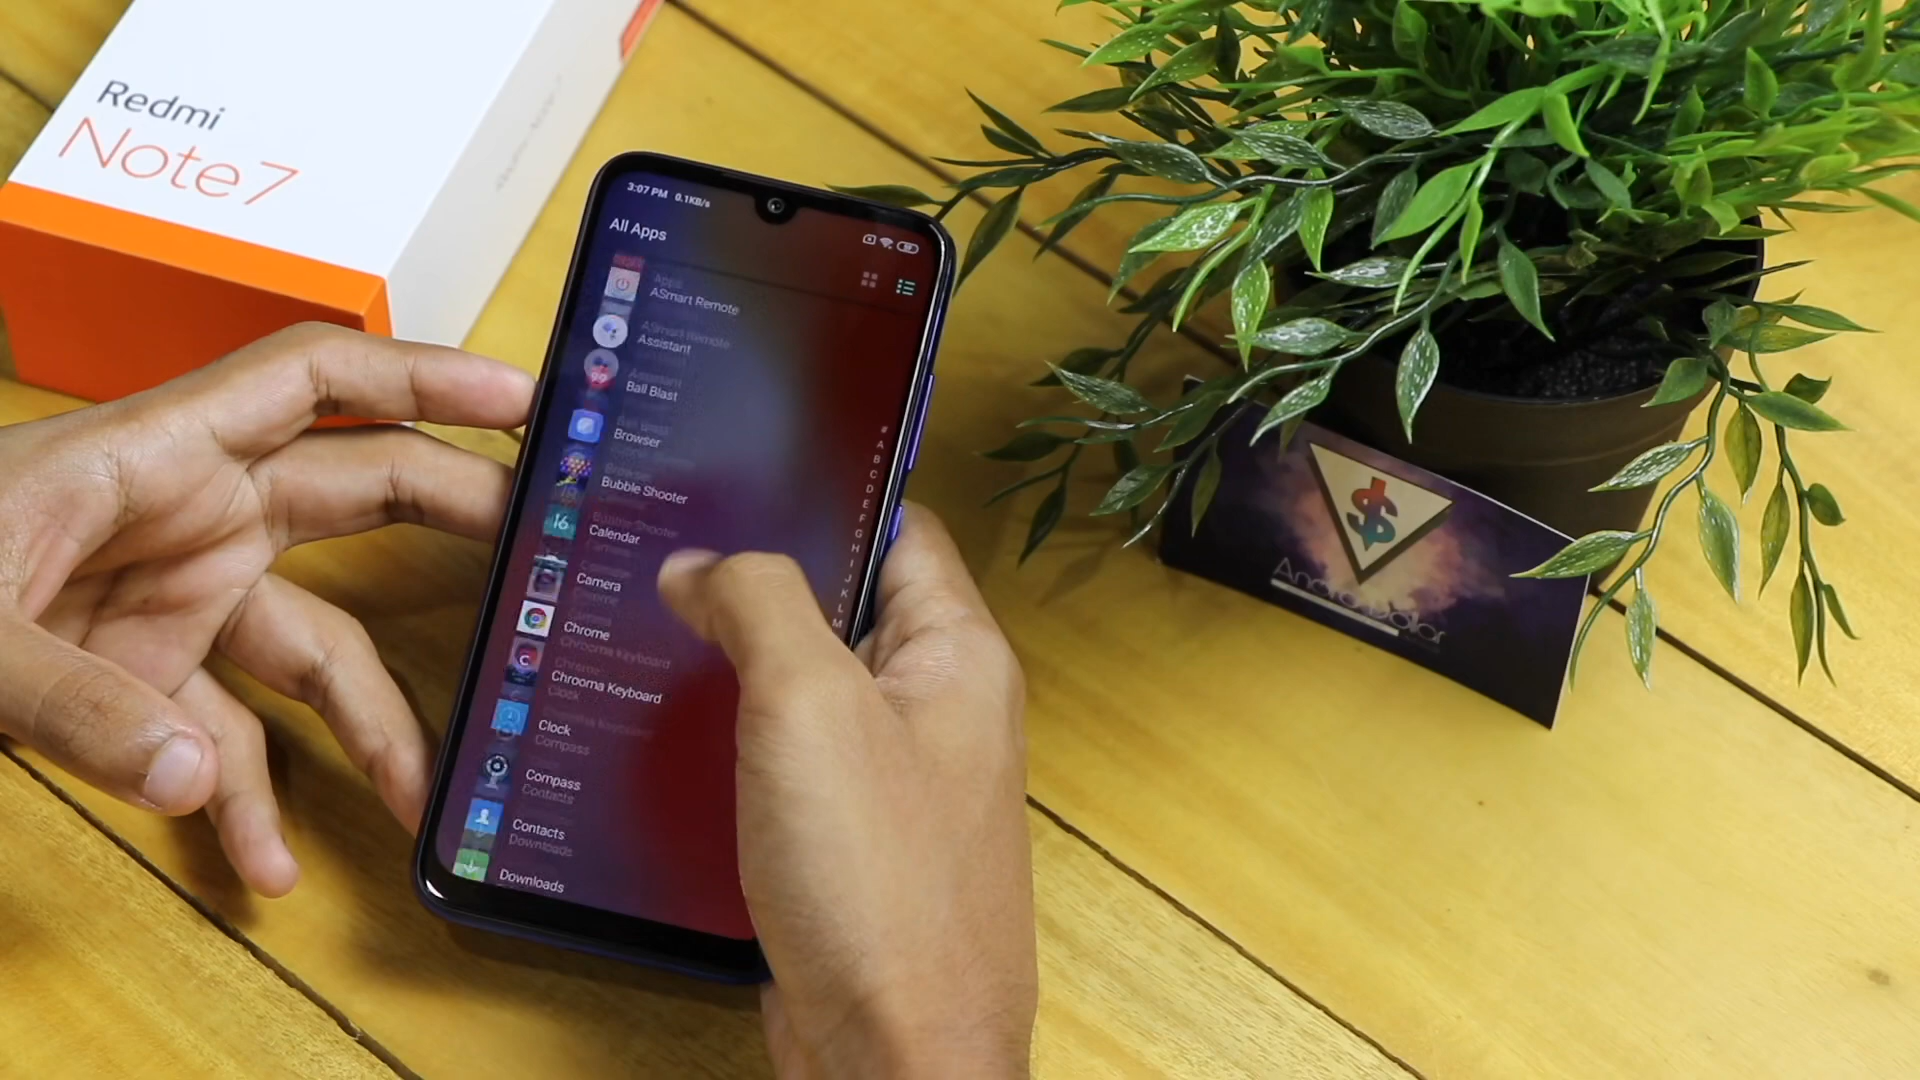 Redmi
Note 7
3:07 PM 0.1KB/s
All Apps
ASmart Remote
Assistant
Ball Blast
Browser
Bubble Shooter
16
Calendar
Camera
Chrome
Chrooma Keyboard
Clock
Compass
Contacts
Downloads
#
A
B
C
D
E
F
G
H
I
J
K
L
M